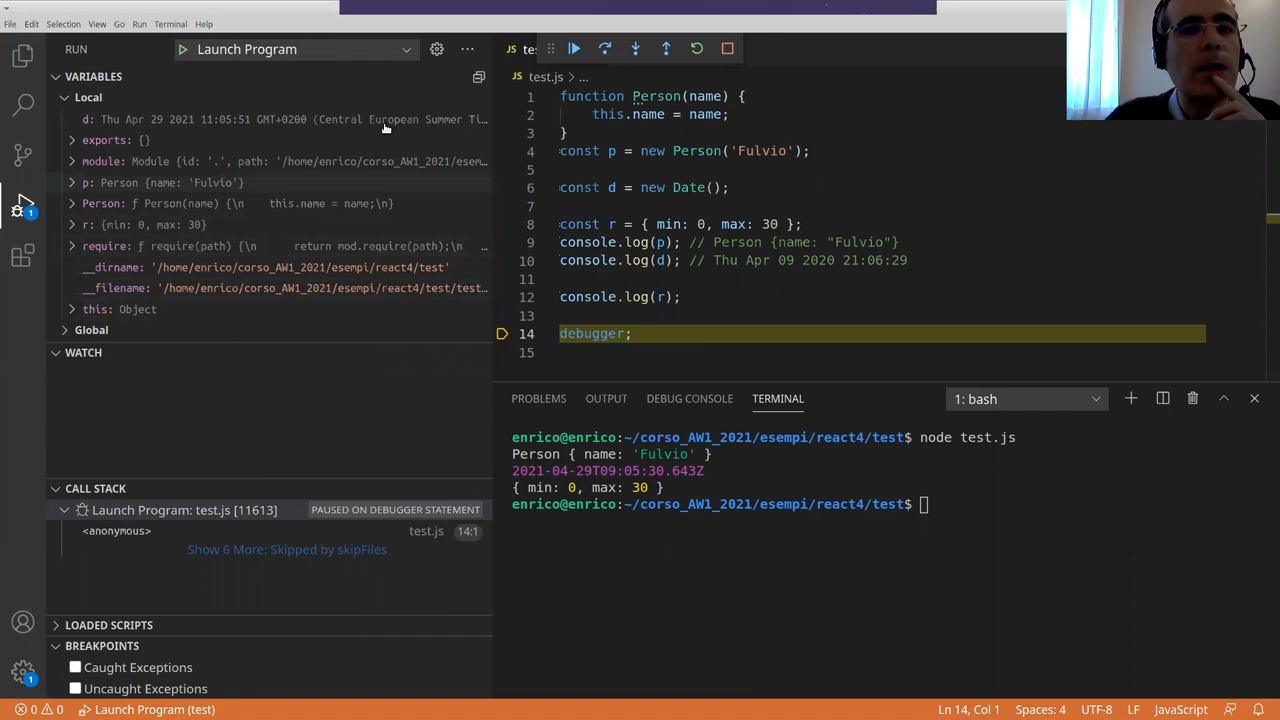 File Edit Selection View Go Run Terminal Help
RUN
Launch Program
VARIABLES
Local
d: Thu Apr 29 2021 11:05:51 GMT+0200 (Central European Summer Ti…
exports: {}
module: Module {id: '.', path: '/home/enrico/corso_AW1_2021/esem…
p: Person {name: 'Fulvio'}
Person: ƒ Person(name) {\n    this.name = name;\n}
r: {min: 0, max: 30}
require: ƒ require(path) {\n      return mod.require(path);\n   …
__dirname: '/home/enrico/corso_AW1_2021/esempi/react4/test'
__filename: '/home/enrico/corso_AW1_2021/esempi/react4/test/test…
this: Object
Global
WATCH
CALL STACK
Launch Program: test.js [11613] PAUSED ON DEBUGGER STATEMENT
<anonymous> test.js 14:1
Show 6 More: Skipped by skipFiles
LOADED SCRIPTS
BREAKPOINTS
Caught Exceptions
Uncaught Exceptions
JS te
JS test.js > ...
1 function Person(name) {
2     this.name = name;
3 }
4 const p = new Person('Fulvio');
5
6 const d = new Date();
7
8 const r = { min: 0, max: 30 };
9 console.log(p); // Person {name: "Fulvio"}
10 console.log(d); // Thu Apr 09 2020 21:06:29
11
12 console.log(r);
13
14 debugger;
15
PROBLEMS OUTPUT DEBUG CONSOLE TERMINAL 1: bash
enrico@enrico:~/corso_AW1_2021/esempi/react4/test$ node test.js
Person { name: 'Fulvio' }
2021-04-29T09:05:30.643Z
{ min: 0, max: 30 }
enrico@enrico:~/corso_AW1_2021/esempi/react4/test$
1
1
0 0 Launch Program (test) Ln 14, Col 1 Spaces: 4 UTF-8 LF JavaScript